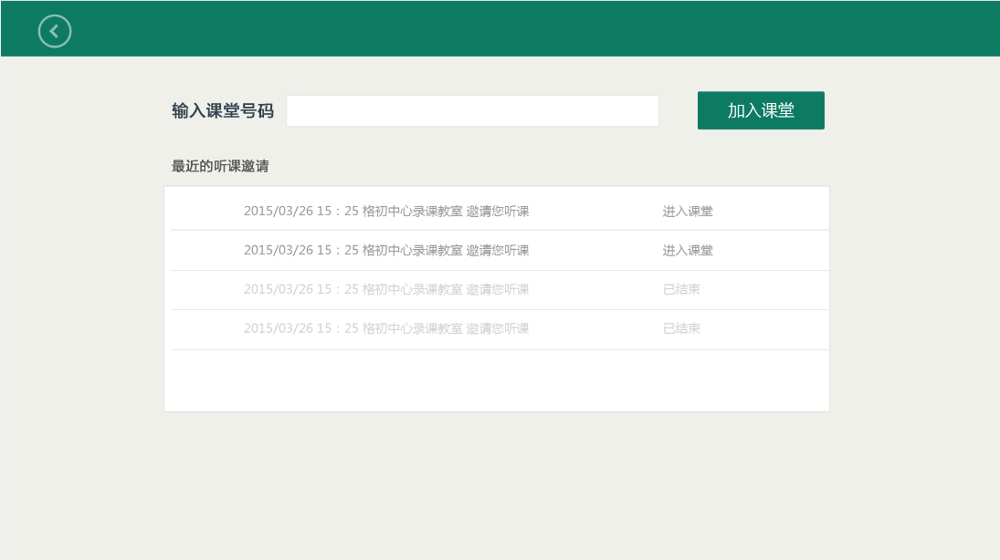 输入课堂号码 加入课堂
最近的听课邀请
2015/03/26 15：25 格初中心录课教室 邀请您听课 进入课堂
2015/03/26 15：25 格初中心录课教室 邀请您听课 进入课堂
2015/03/26 15：25 格初中心录课教室 邀请您听课 已结束
2015/03/26 15：25 格初中心录课教室 邀请您听课 已结束